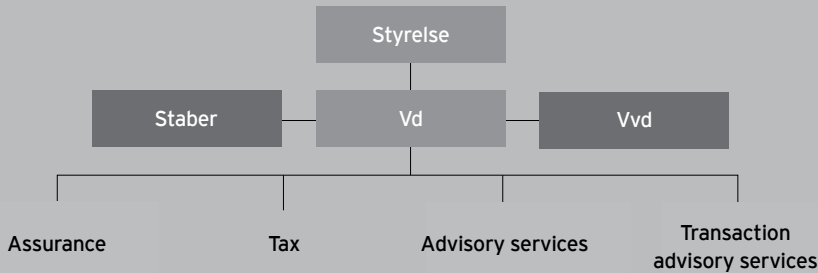 Styrelse
Staber
Vd
Vvd
Assurance
Tax
Advisory services
Transaction
advisory services